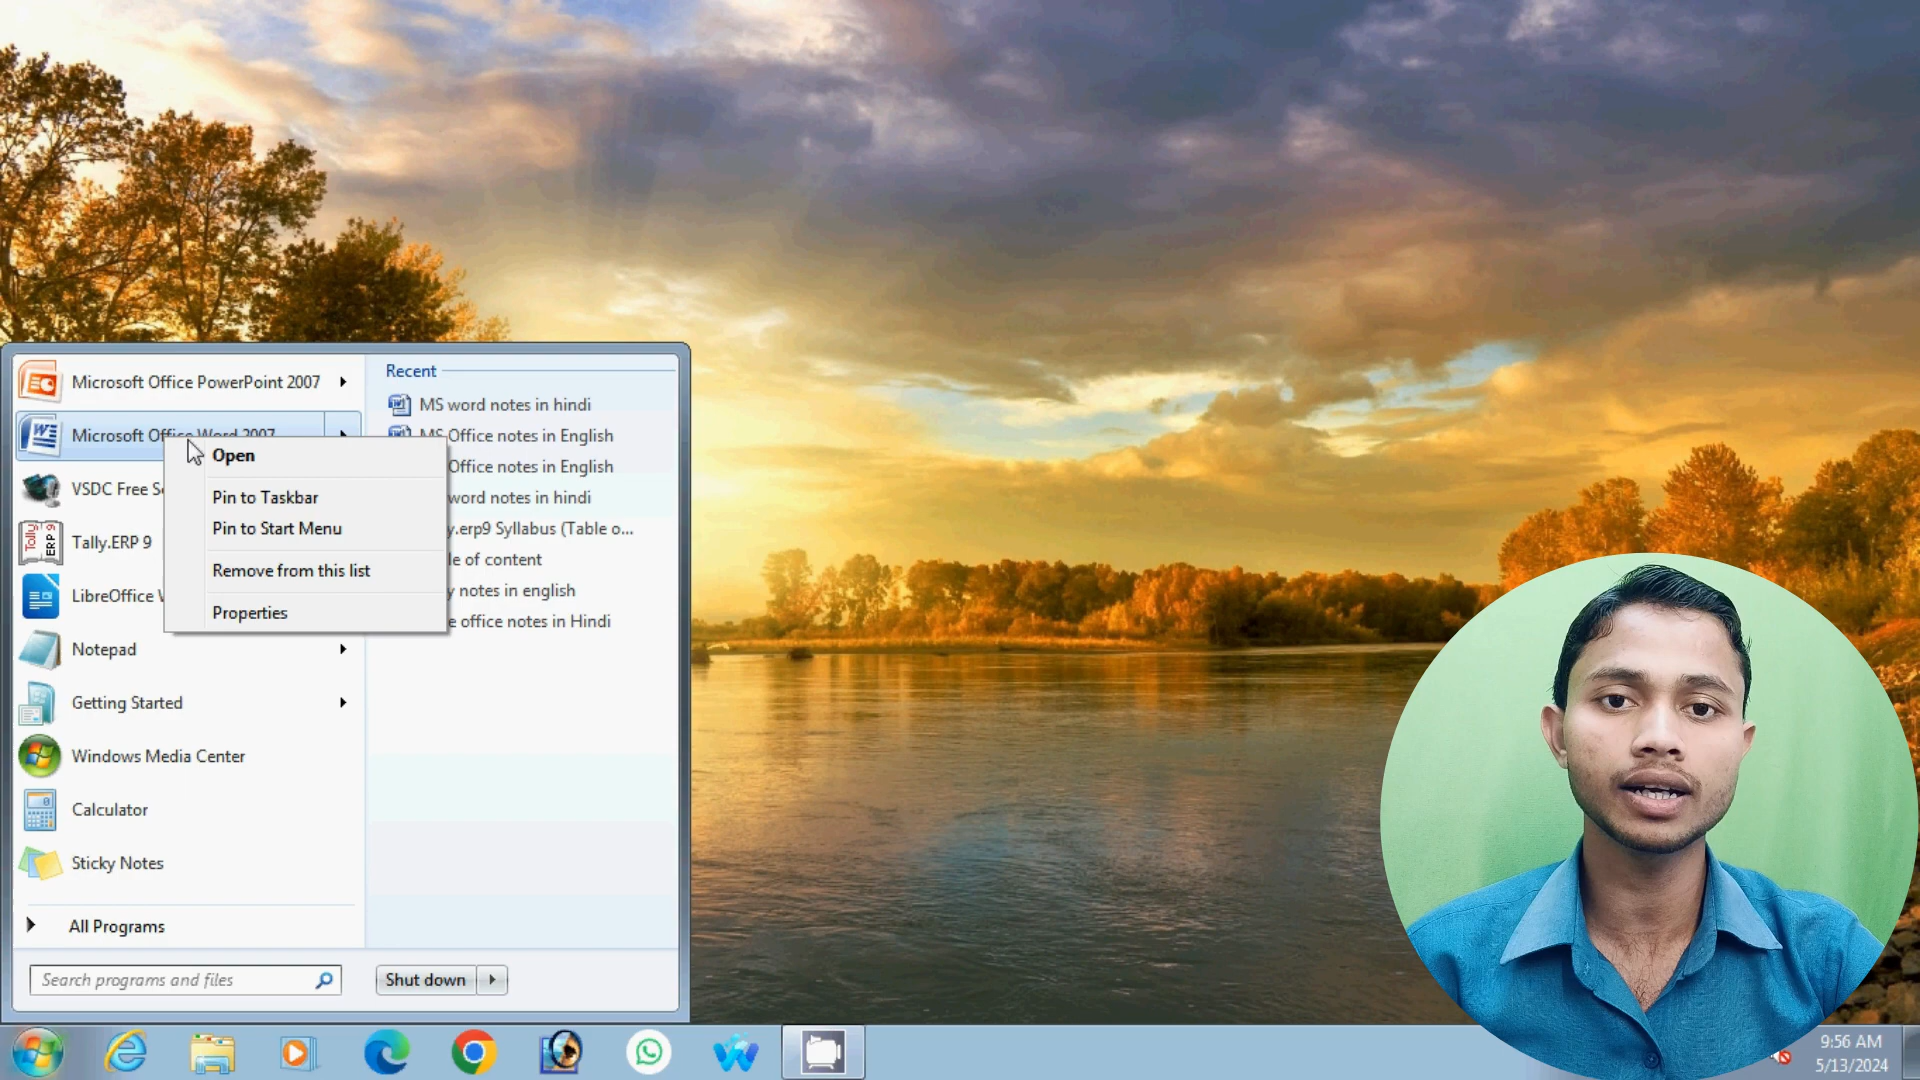 Microsoft Office PowerPoint 2007
Microsoft Office Word 2007
VSDC Free
Tally.ERP 9
Tally
ERP 9
LibreOffice
Notepad
Getting Started
Windows Media Center
Calculator
Sticky Notes
All Programs
Search programs and files
Shut down
Open
Pin to Taskbar
Pin to Start Menu
Remove from this list
Properties
Recent
MS word notes in hindi
MS Office notes in English
Office notes in English
word notes in hindi
y.erp9 Syllabus (Table o...
le of content
y notes in english
e office notes in Hindi
9:56 AM
5/13/2024